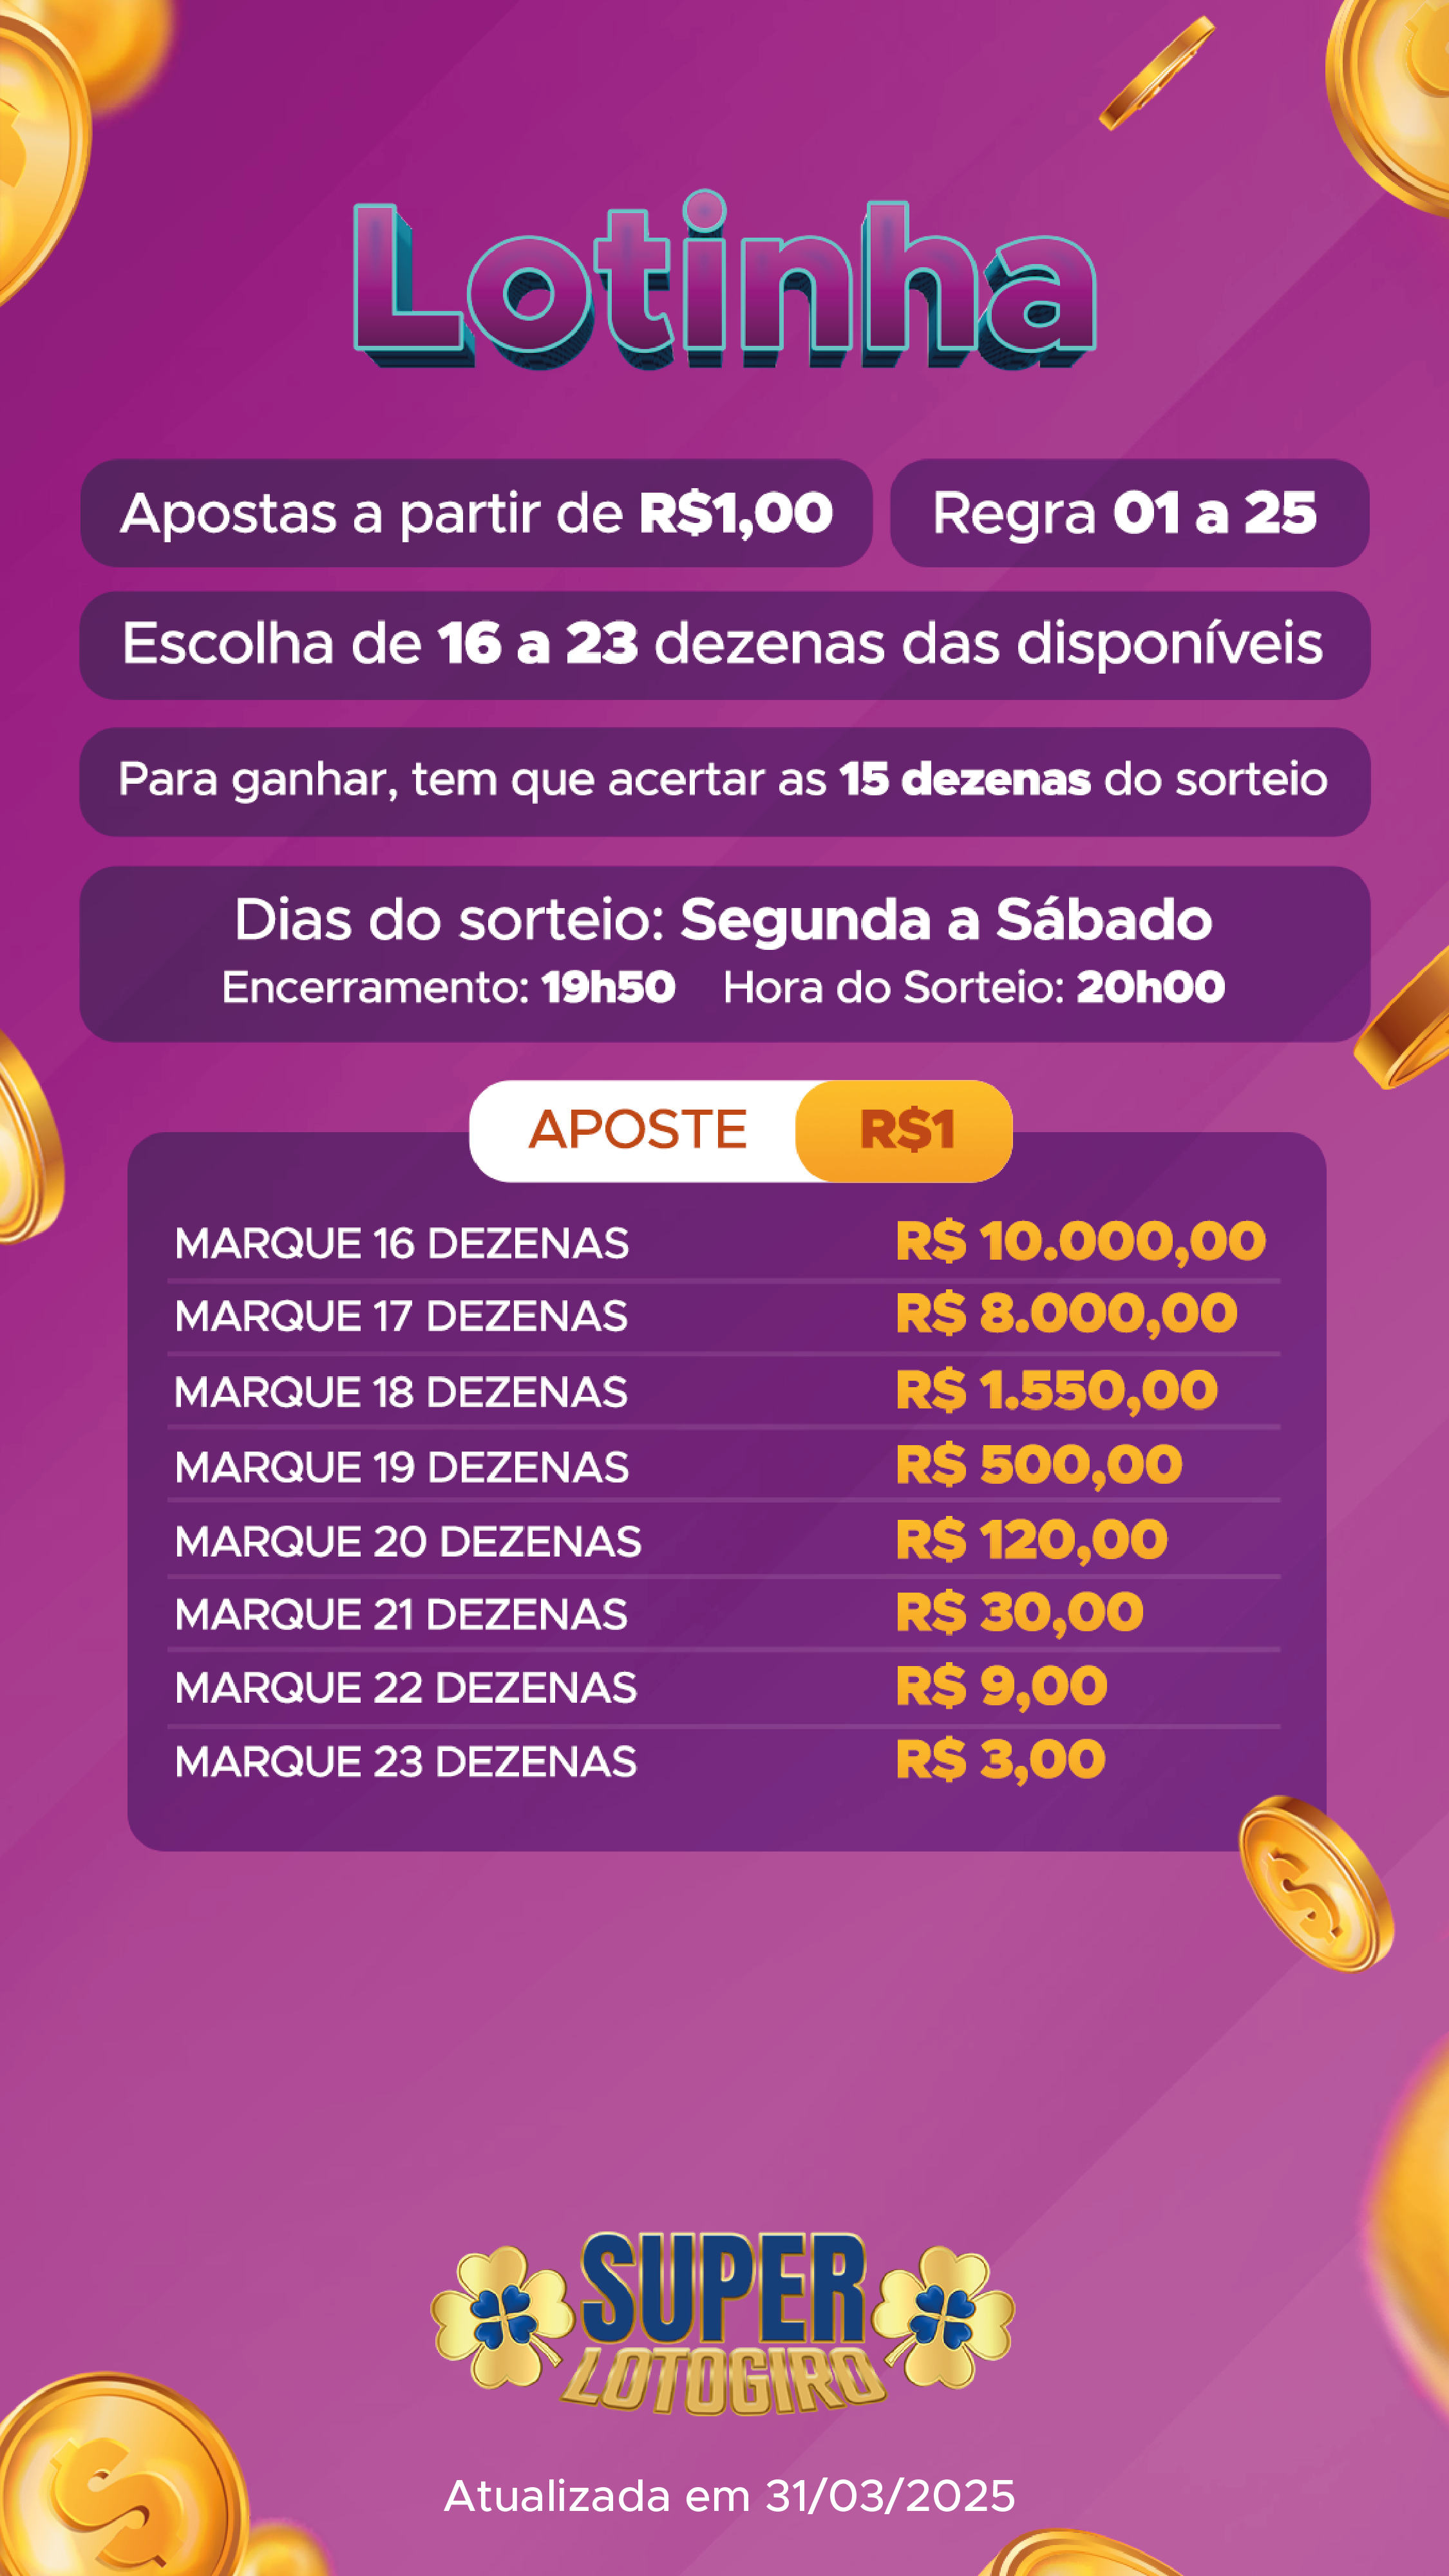 Lotinha
Apostas a partir de R$1,00
Regra 01 a 25
Escolha de 16 a 23 dezenas das disponíveis
Para ganhar, tem que acertar as 15 dezenas do sorteio
Dias do sorteio: Segunda a Sábado
Encerramento: 19h50 Hora do Sorteio: 20h00
APOSTE R$1
MARQUE 16 DEZENAS R$ 10.000,00
MARQUE 17 DEZENAS R$ 8.000,00
MARQUE 18 DEZENAS R$ 1.550,00
MARQUE 19 DEZENAS R$ 500,00
MARQUE 20 DEZENAS R$ 120,00
MARQUE 21 DEZENAS R$ 30,00
MARQUE 22 DEZENAS R$ 9,00
MARQUE 23 DEZENAS R$ 3,00
SUPER
LOTOGIRO
Atualizada em 31/03/2025